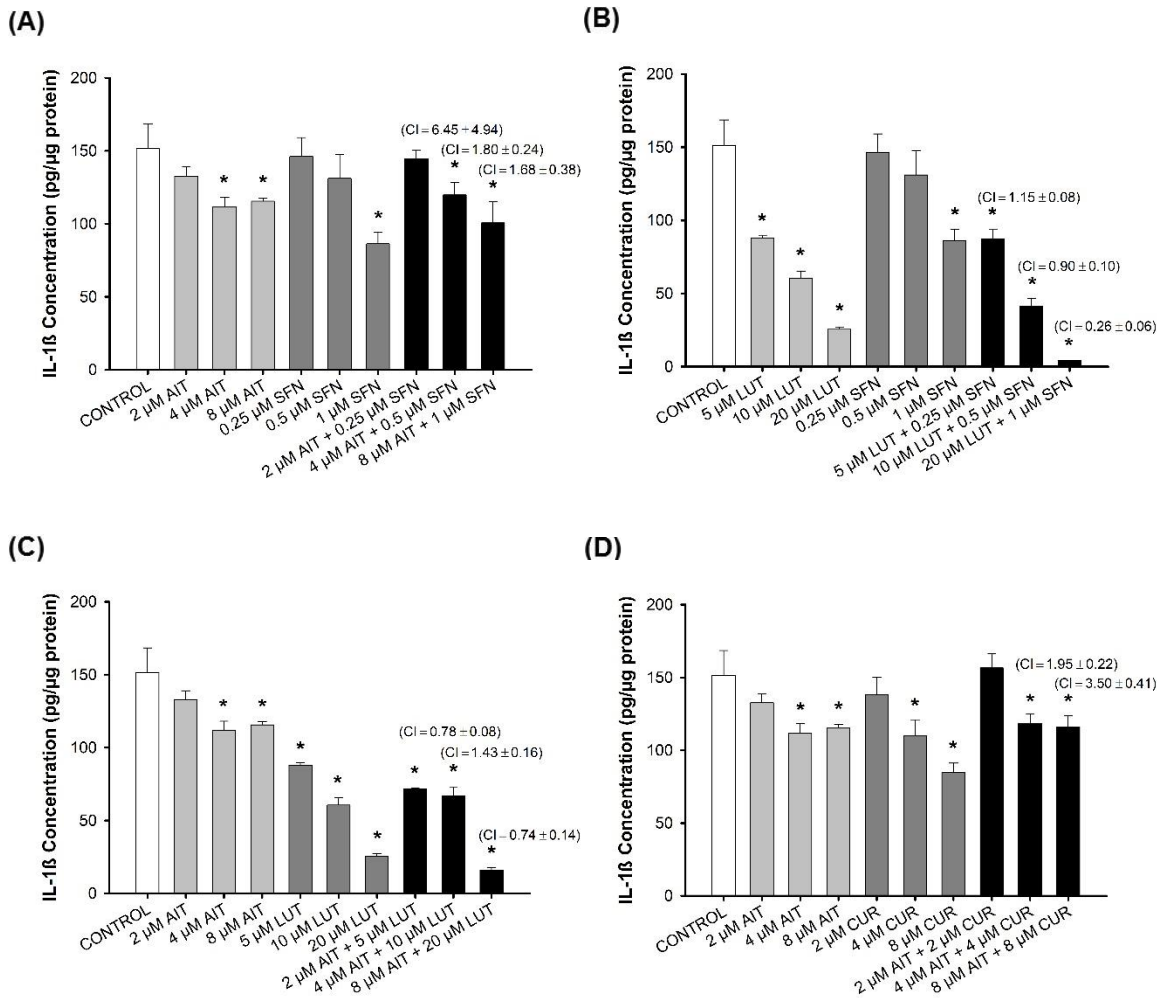 (A)
IL-1ß Concentration (pg/µg protein)
200
150
100
50
0
(CI = 6.45 ± 4.94)
(CI = 1.80 ± 0.24)
(CI = 1.68 ± 0.38)
* * * * *
CONTROL
2 µM AIT
4 µM AIT
8 µM AIT
0.25 µM SFN
0.5 µM SFN
1 µM SFN
2 µM AIT + 0.25 µM SFN
4 µM AIT + 0.5 µM SFN
8 µM AIT + 1 µM SFN
(B)
IL-1ß Concentration (pg/µg protein)
200
150
100
50
0
(CI = 1.15 ± 0.08)
(CI = 0.90 ± 0.10)
(CI = 0.26 ± 0.06)
* * * * * * *
CONTROL
5 µM LUT
10 µM LUT
20 µM LUT
0.25 µM SFN
0.5 µM SFN
1 µM SFN
5 µM LUT + 0.25 µM SFN
10 µM LUT + 0.5 µM SFN
20 µM LUT + 1 µM SFN
(C)
IL-1ß Concentration (pg/µg protein)
200
150
100
50
0
(CI = 0.78 ± 0.08)
(CI = 1.43 ± 0.16)
(CI = 0.74 ± 0.14)
* * * * * * * *
CONTROL
2 µM AIT
4 µM AIT
8 µM AIT
5 µM LUT
10 µM LUT
20 µM LUT
2 µM AIT + 5 µM LUT
4 µM AIT + 10 µM LUT
8 µM AIT + 20 µM LUT
(D)
IL-1ß Concentration (pg/µg protein)
200
150
100
50
0
(CI = 1.95 ± 0.22)
(CI = 3.50 ± 0.41)
* * * * * *
CONTROL
2 µM AIT
4 µM AIT
8 µM AIT
2 µM CUR
4 µM CUR
8 µM CUR
2 µM AIT + 2 µM CUR
4 µM AIT + 4 µM CUR
8 µM AIT + 8 µM CUR